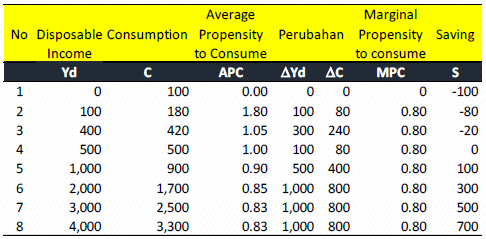 Average Marginal
No Disposable Consumption Propensity Perubahan Propensity Saving
Income to Consume to consume
Yd C APC ΔYd ΔC MPC S
1 0 100 0.00 0 0 0 -100
2 100 180 1.80 100 80 0.80 -80
3 400 420 1.05 300 240 0.80 -20
4 500 500 1.00 100 80 0.80 0
5 1,000 900 0.90 500 400 0.80 100
6 2,000 1,700 0.85 1,000 800 0.80 300
7 3,000 2,500 0.83 1,000 800 0.80 500
8 4,000 3,300 0.83 1,000 800 0.80 700